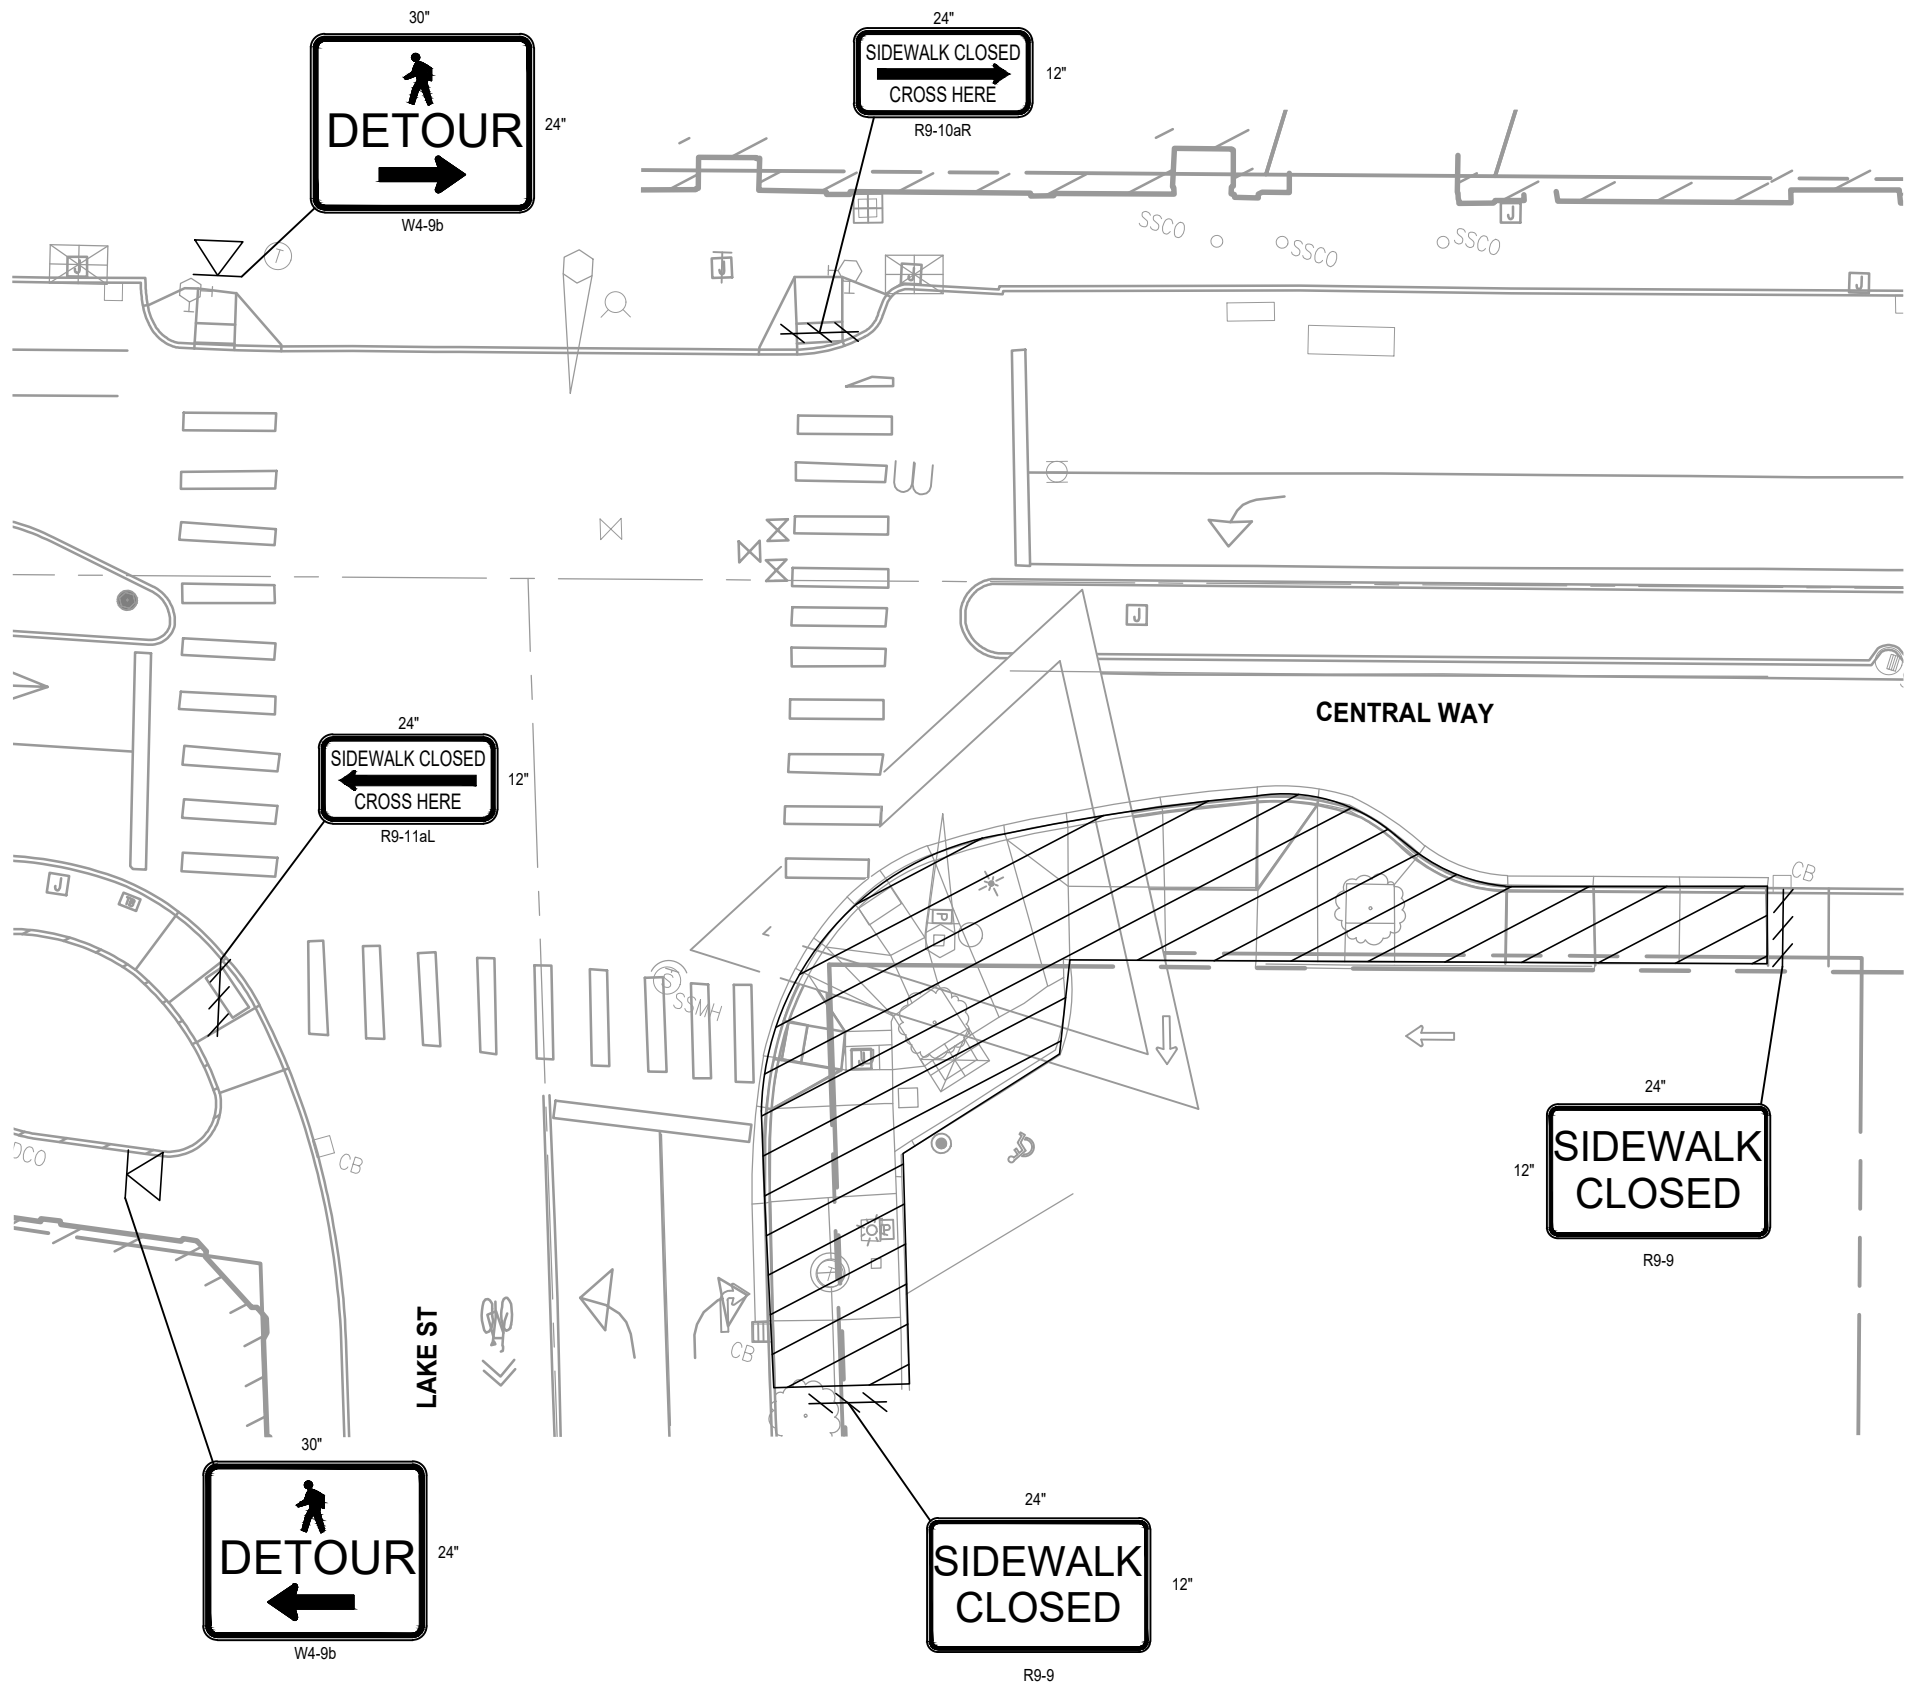 30"
DETOUR
24"
W4-9b
24"
SIDEWALK CLOSED
CROSS HERE
12"
R9-10aR
T
J
J
J
J
J
SSCO
SSCO
SSCO
J
CENTRAL WAY
24"
SIDEWALK CLOSED
CROSS HERE
12"
R9-11aL
J
CB
P
S
SSMH
J
24"
SIDEWALK
CLOSED
12"
R9-9
OCO
CB
P
T
CB
LAKE ST
30"
DETOUR
24"
W4-9b
24"
SIDEWALK
CLOSED
12"
R9-9